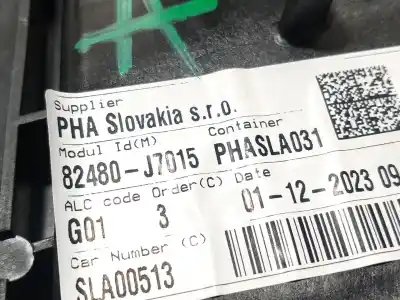 Supplier
PHA Slovakia s.r.o.
Modul Id(M) Container
82480-J7015 PHASLA031
ALC code Order(C) Date
G01 3 01-12-2023 09
Car Number (C)
SLA00513